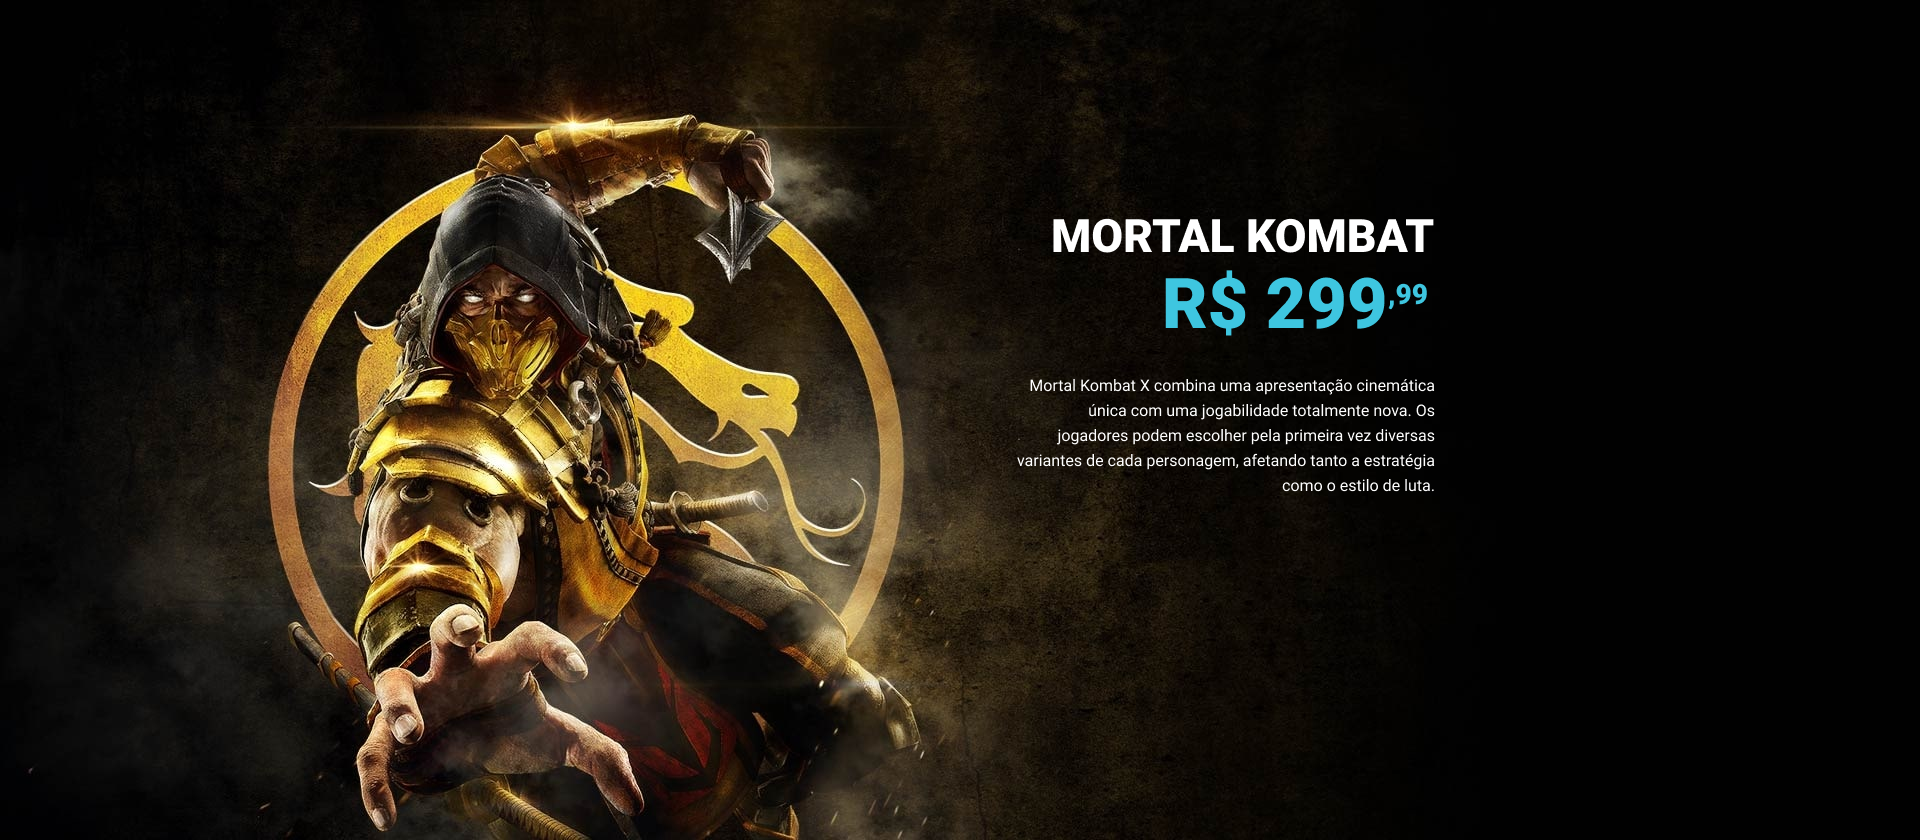 MORTAL KOMBAT
R$ 299,99
Mortal Kombat X combina uma apresentação cinemática
única com uma jogabilidade totalmente nova. Os
jogadores podem escolher pela primeira vez diversas
variantes de cada personagem, afetando tanto a estratégia
como o estilo de luta.